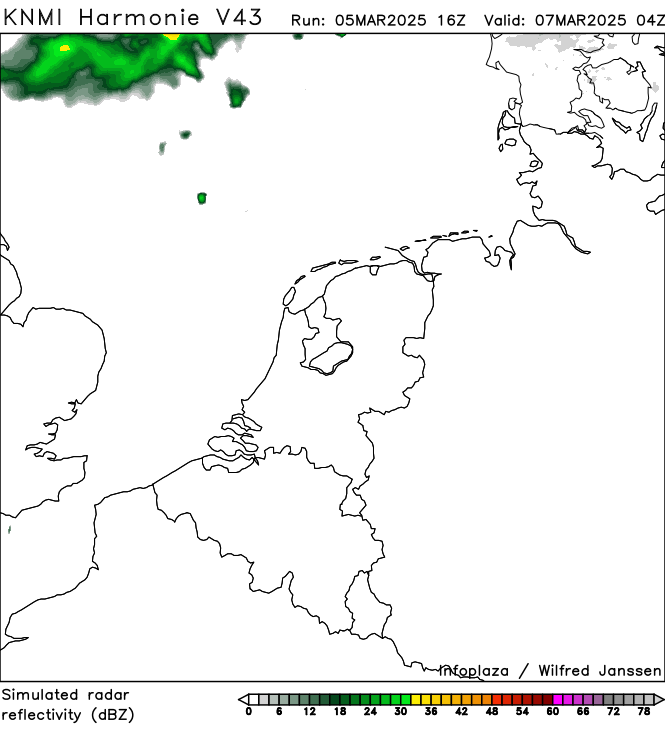 KNMI Harmonie V43 Run: 05MAR2025 16Z Valid: 07MAR2025 04Z
infoplaza / Wilfred Janssen
Simulated radar
reflectivity (dBZ)
0 6 12 18 24 30 36 42 48 54 60 66 72 78